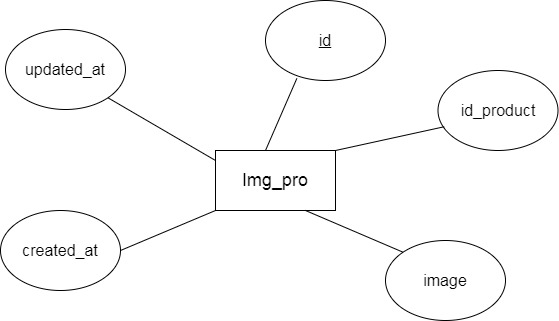 id
updated_at
id_product
Img_pro
created_at
image